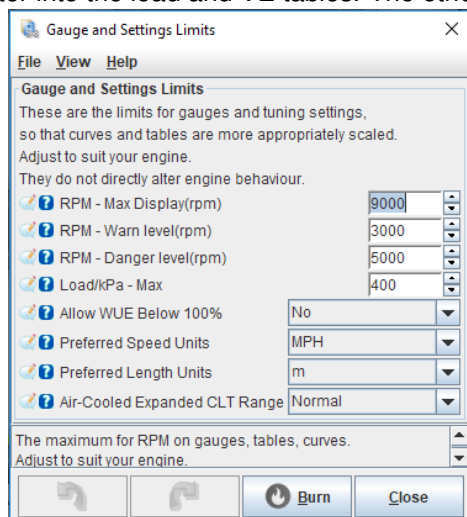 Gauge and Settings Limits
File View Help
Gauge and Settings Limits
These are the limits for gauges and tuning settings,
so that curves and tables are more appropriately scaled.
Adjust to suit your engine.
They do not directly alter engine behaviour.
RPM - Max Display(rpm) 9000
RPM - Warn level(rpm) 3000
RPM - Danger level(rpm) 5000
Load/kPa - Max 400
Allow WUE Below 100% No
Preferred Speed Units MPH
Preferred Length Units m
Air-Cooled Expanded CLT Range Normal
The maximum for RPM on gauges, tables, curves.
Adjust to suit your engine.
Burn Close